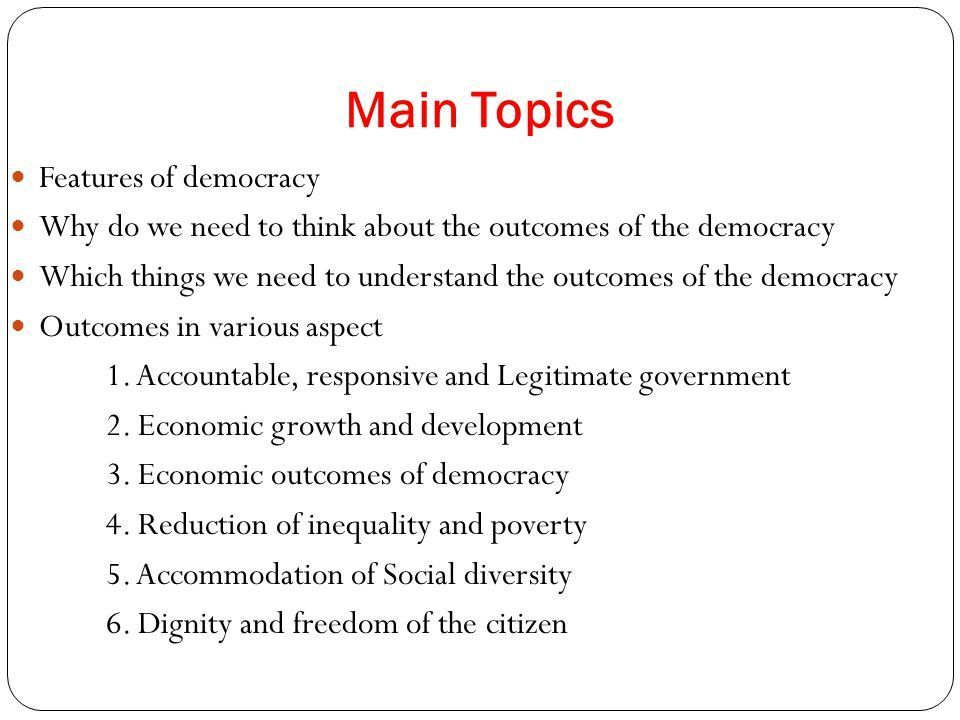 Main Topics
Features of democracy
Why do we need to think about the outcomes of the democracy
Which things we need to understand the outcomes of the democracy
Outcomes in various aspect
1. Accountable, responsive and Legitimate government
2. Economic growth and development
3. Economic outcomes of democracy
4. Reduction of inequality and poverty
5. Accommodation of Social diversity
6. Dignity and freedom of the citizen